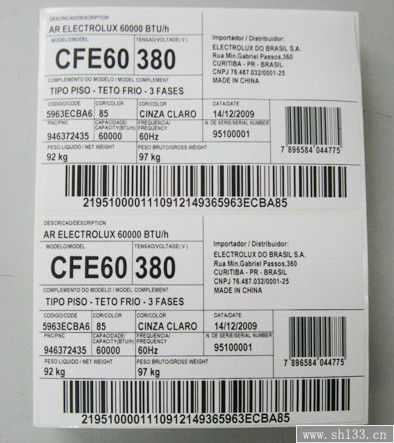 DESCRICAO/DESCRIPTION
AR ELECTROLUX 60000 BTU/h
MODELO/MODEL TENSAO/VOLTAGE( V )
CFE60 380
COMPLEMENTO DO MODELO / MODEL COMPLEMENT
TIPO PISO - TETO FRIO - 3 FASES
Importador / Distribuidor:
ELECTROLUX DO BRASIL S.A.
Rua Min.Gabriel Passos,360
CURITIBA - PR - BRASIL
CNPJ 76.487.032/0001-25
MADE IN CHINA
CODIGO/CODE COR/COLOR COR/COLOR DATA/DATE
5963ECBA6 85 CINZA CLARO 14/12/2009
PNC/PNC CAPACIDADE/CAPACITY(BTU/H) FREQUENCIA/FREQUENCY N. DE SERIE/SERIAL NUMBER
946372435 60000 60Hz 95100001
PESO LIQUIDO / NET WEIGHT PESO BRUTO/GROSS WEIGHT
92 kg 97 kg
7 896584 044775
2195100001110912149365963ECBA85
DESCRICAO/DESCRIPTION
AR ELECTROLUX 60000 BTU/h
MODELO/MODEL TENSAO/VOLTAGE( V )
CFE60 380
COMPLEMENTO DO MODELO / MODEL COMPLEMENT
TIPO PISO - TETO FRIO - 3 FASES
Importador / Distribuidor:
ELECTROLUX DO BRASIL S.A.
Rua Min.Gabriel Passos,360
CURITIBA - PR - BRASIL
CNPJ 76.487.032/0001-25
MADE IN CHINA
CODIGO/CODE COR/COLOR COR/COLOR DATA/DATE
5963ECBA6 85 CINZA CLARO 14/12/2009
PNC/PNC CAPACIDADE/CAPACITY(BTU/H) FREQUENCIA/FREQUENCY N. DE SERIE/SERIAL NUMBER
946372435 60000 60Hz 95100001
PESO LIQUIDO / NET WEIGHT PESO BRUTO/GROSS WEIGHT
92 kg 97 kg
7 896584 044775
2195100001110912149365963ECBA85
www.sh133.cn